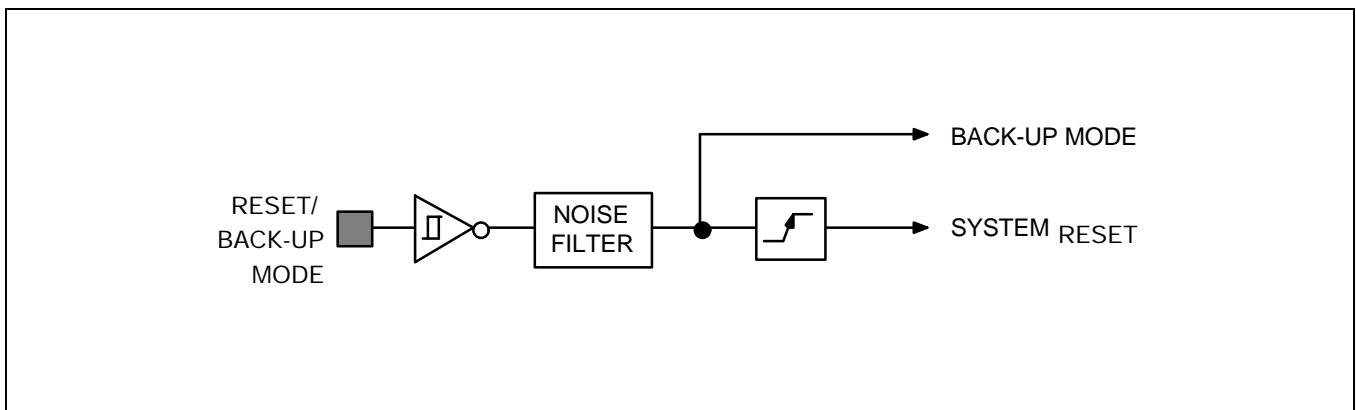 BACK-UP MODE
RESET/
BACK-UP
MODE
NOISE
FILTER
SYSTEM RESET